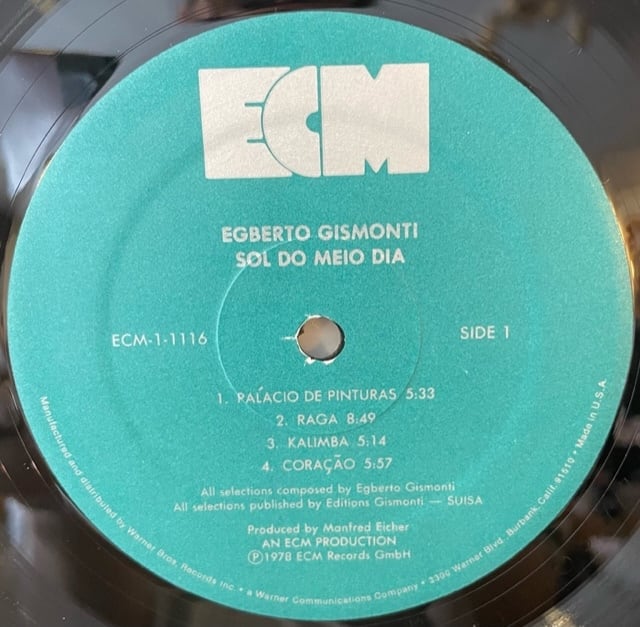 ECM
EGBERTO GISMONTI
SOL DO MEIO DIA
ECM-1-1116
SIDE 1
1. PALÁCIO DE PINTURAS 5:33
2. RAGA 8:49
3. KALIMBA 5:14
4. CORAÇÃO 5:57
All selections composed by Egberto Gismonti
All selections published by Editions Gismonti — SUISA
Produced by Manfred Eicher
AN ECM PRODUCTION
Ⓟ1978 ECM Records GmbH
Manufactured and distributed by Warner Bros. Records Inc. • a Warner Communications Company • 3300 Warner Blvd. Burbank, Calif. 91510 • Made in U.S.A.